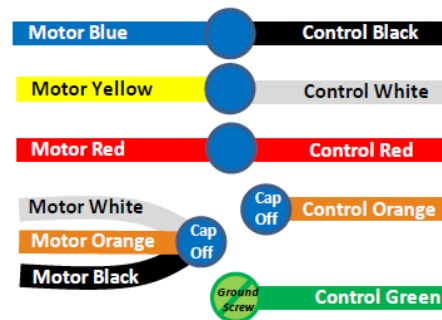 Motor Blue Control Black
Motor Yellow Control White
Motor Red Control Red
Motor White
Cap Off Control Orange
Motor Orange Cap Off
Motor Black
Ground Screw Control Green